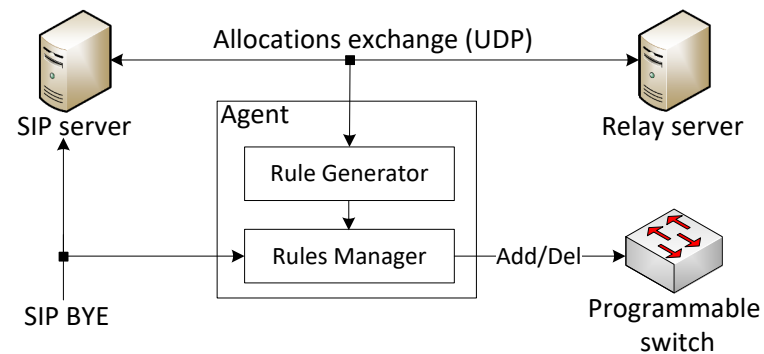 Allocations exchange (UDP)
SIP server
Agent
Relay server
Rule Generator
Rules Manager
Add/Del
SIP BYE
Programmable
switch